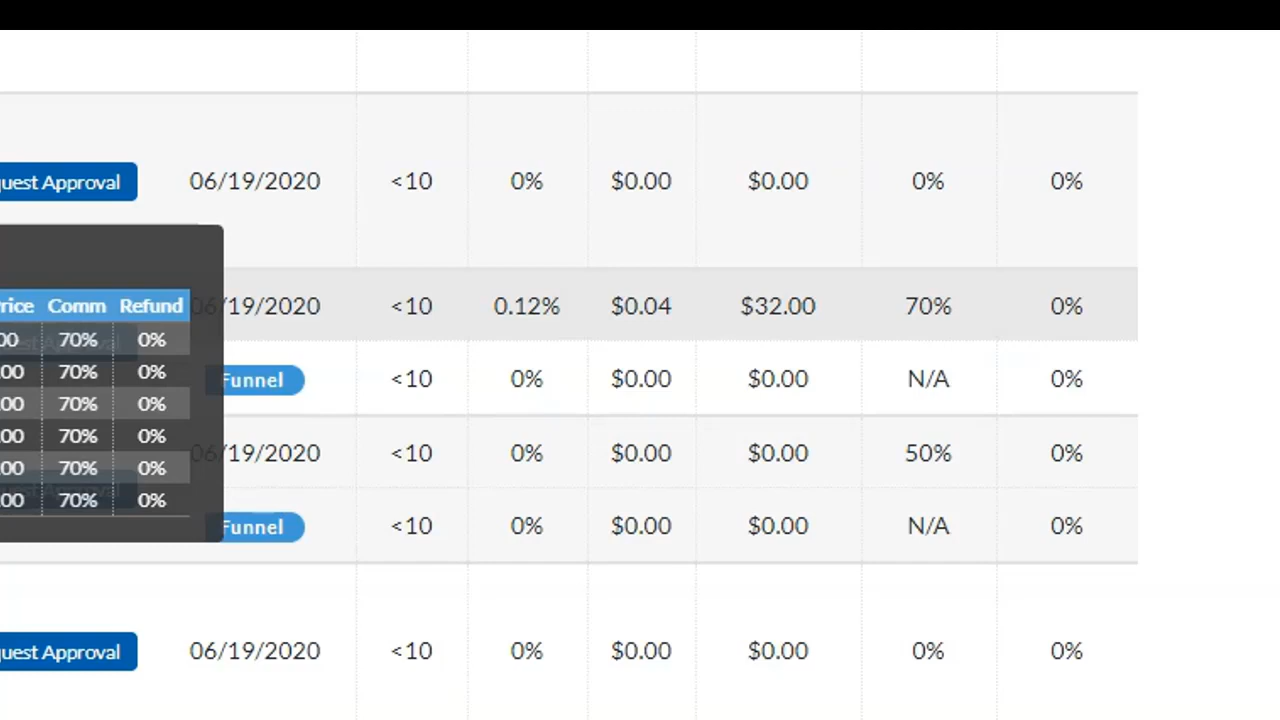 uest Approval 06/19/2020 <10 0% $0.00 $0.00 0% 0%
rice Comm Refund 06/19/2020 <10 0.12% $0.04 $32.00 70% 0%
00 70% 0%
.00 70% 0% Funnel <10 0% $0.00 $0.00 N/A 0%
.00 70% 0%
.00 70% 0% 06/19/2020 <10 0% $0.00 $0.00 50% 0%
.00 70% 0%
.00 70% 0% Funnel <10 0% $0.00 $0.00 N/A 0%
uest Approval 06/19/2020 <10 0% $0.00 $0.00 0% 0%